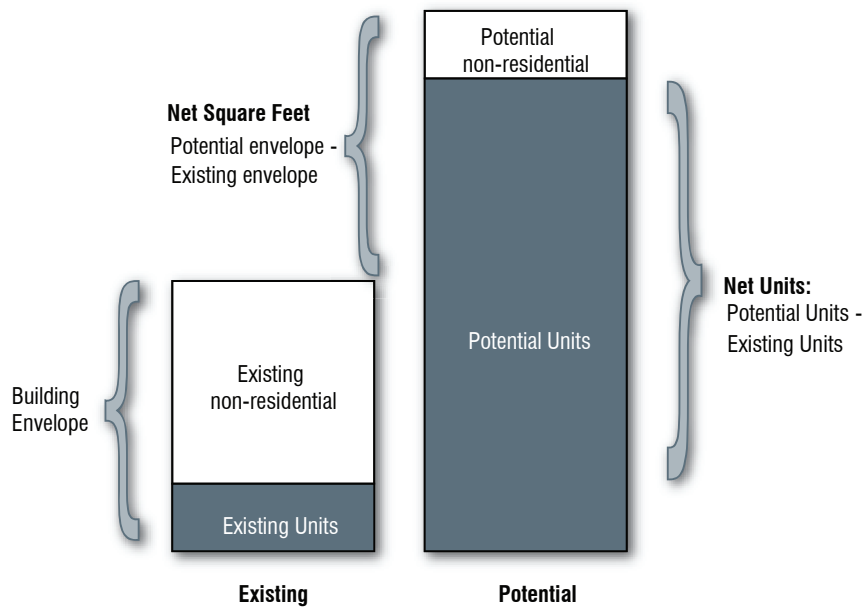 Potential
non-residential
Net Square Feet
Potential envelope -
Existing envelope
Net Units:
Potential Units -
Existing Units
Potential Units
Building
Envelope
Existing
non-residential
Existing Units
Existing
Potential